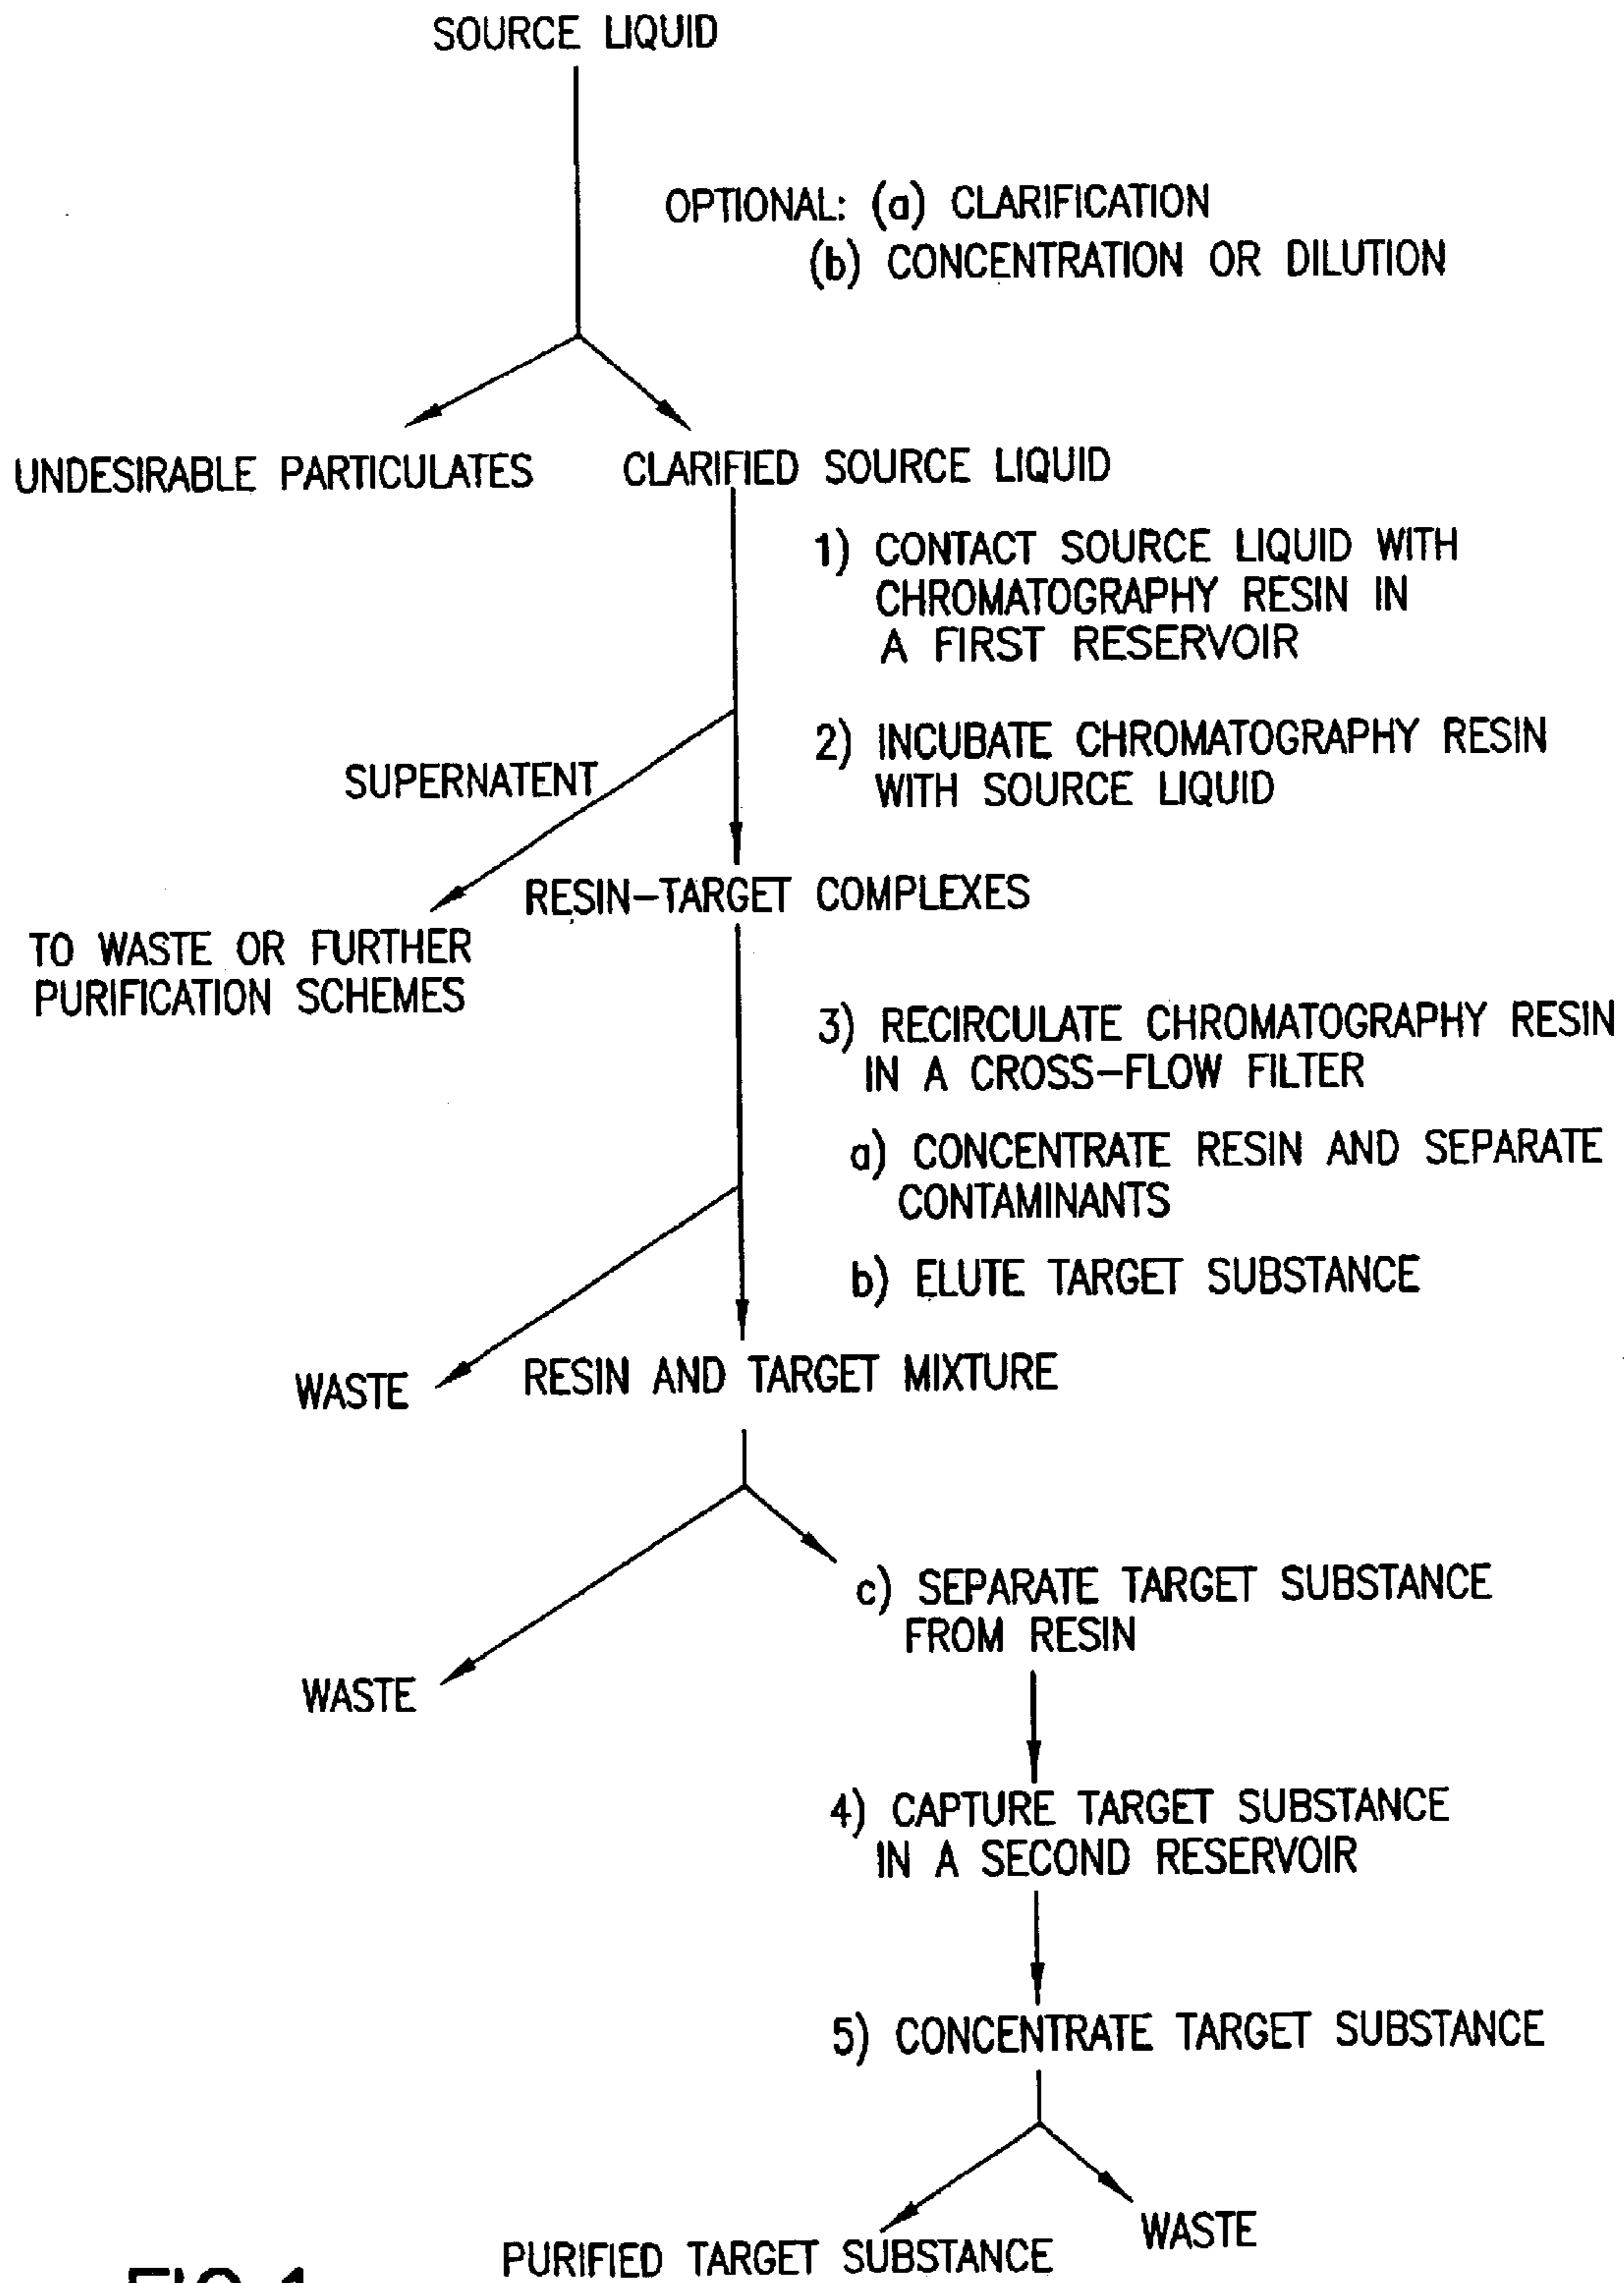 SOURCE LIQUID
OPTIONAL: (a) CLARIFICATION
(b) CONCENTRATION OR DILUTION
UNDESIRABLE PARTICULATES
CLARIFIED SOURCE LIQUID
1) CONTACT SOURCE LIQUID WITH
CHROMATOGRAPHY RESIN IN
A FIRST RESERVOIR
2) INCUBATE CHROMATOGRAPHY RESIN
WITH SOURCE LIQUID
SUPERNATENT
RESIN-TARGET COMPLEXES
TO WASTE OR FURTHER
PURIFICATION SCHEMES
3) RECIRCULATE CHROMATOGRAPHY RESIN
IN A CROSS-FLOW FILTER
a) CONCENTRATE RESIN AND SEPARATE
CONTAMINANTS
b) ELUTE TARGET SUBSTANCE
WASTE
RESIN AND TARGET MIXTURE
c) SEPARATE TARGET SUBSTANCE
FROM RESIN
WASTE
4) CAPTURE TARGET SUBSTANCE
IN A SECOND RESERVOIR
5) CONCENTRATE TARGET SUBSTANCE
WASTE
PURIFIED TARGET SUBSTANCE
FIG.1